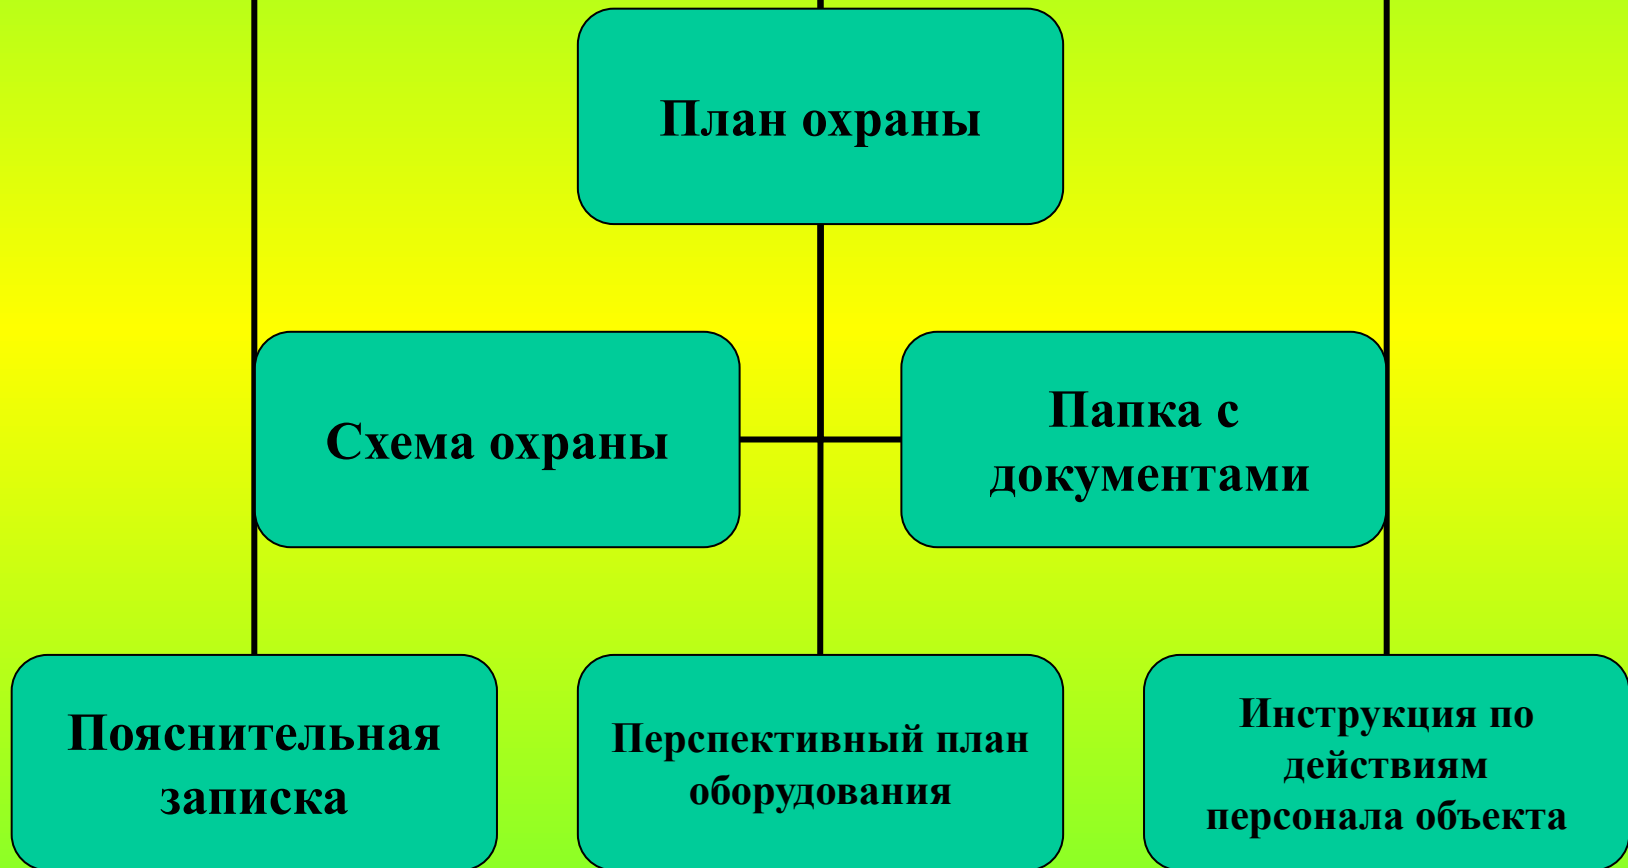 План охраны
Схема охраны
Папка с
документами
Пояснительная
записка
Перспективный план
оборудования
Инструкция по
действиям
персонала объекта